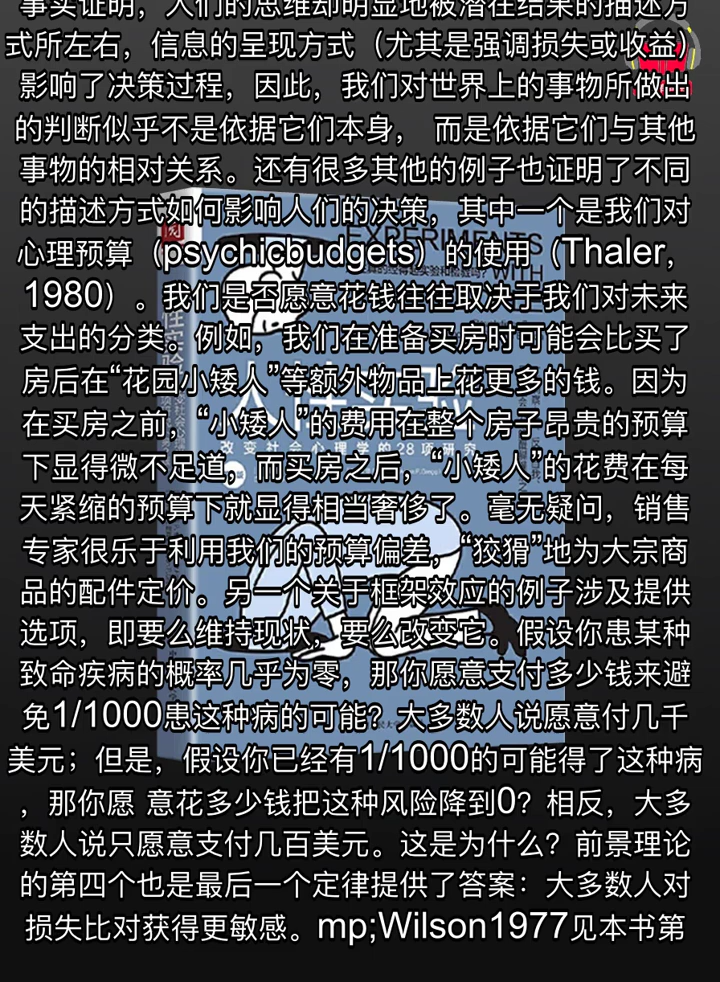 事实证明，人们的思维却明显地被潜在结果的描述方
式所左右，信息的呈现方式（尤其是强调损失或收益）
影响了决策过程，因此，我们对世界上的事物所做出
的判断似乎不是依据它们本身， 而是依据它们与其他
事物的相对关系。还有很多其他的例子也证明了不同
的描述方式如何影响人们的决策，其中一个是我们对
心理预算（psychicbudgets）的使用（Thaler，
1980）。我们是否愿意花钱往往取决于我们对未来
支出的分类。例如，我们在准备买房时可能会比买了
房后在“花园小矮人”等额外物品上花更多的钱。因为
在买房之前，“小矮人”的费用在整个房子昂贵的预算
下显得微不足道，而买房之后，“小矮人”的花费在每
天紧缩的预算下就显得相当奢侈了。毫无疑问，销售
专家很乐于利用我们的预算偏差，“狡猾”地为大宗商
品的配件定价。另一个关于框架效应的例子涉及提供
选项，即要么维持现状，要么改变它。假设你患某种
致命疾病的概率几乎为零，那你愿意支付多少钱来避
免1/1000患这种病的可能？大多数人说愿意付几千
美元；但是，假设你已经有1/1000的可能得了这种病
，那你愿 意花多少钱把这种风险降到0？相反，大多
数人说只愿意支付几百美元。这是为什么？前景理论
的第四个也是最后一个定律提供了答案：大多数人对
损失比对获得更敏感。mp;Wilson1977见本书第
EXPERIMENTS
WITH
改变社会心理学的28项研究